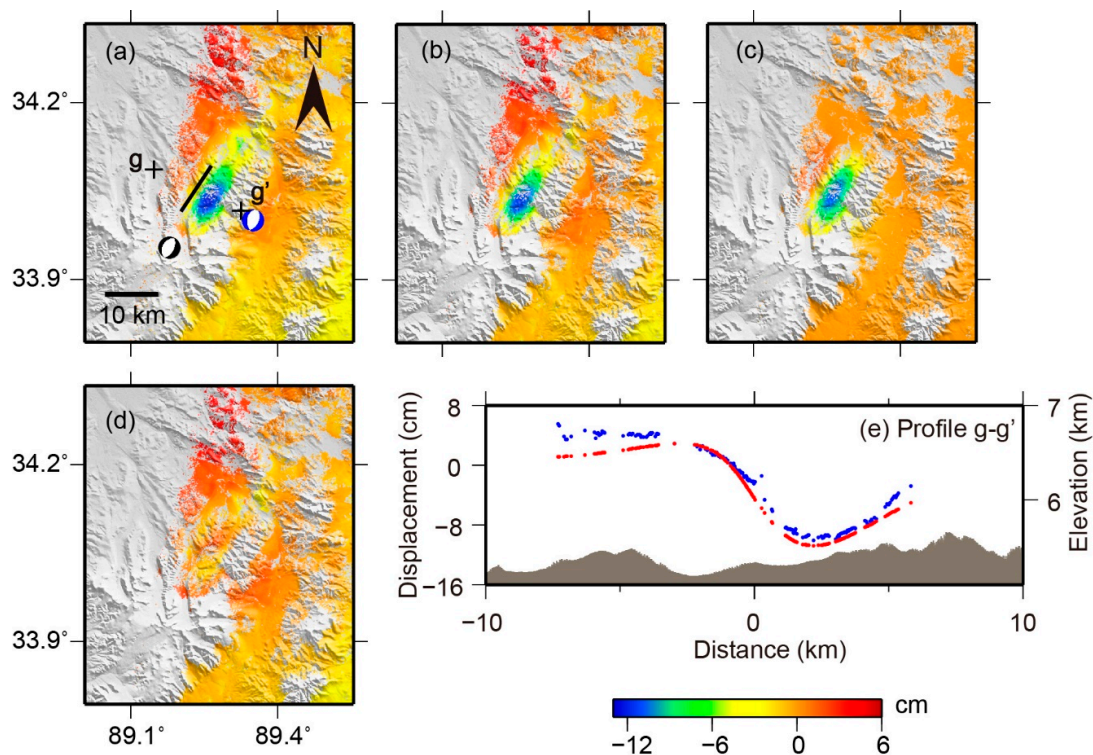 (a)
N
(b)
(c)
34.2°
g
g'
33.9°
10 km
(d)
34.2°
33.9°
89.1°
89.4°
8
0
−8
−16
Displacement (cm)
(e) Profile g-g'
7
6
Elevation (km)
−10
0
10
Distance (km)
cm
−12
−6
0
6